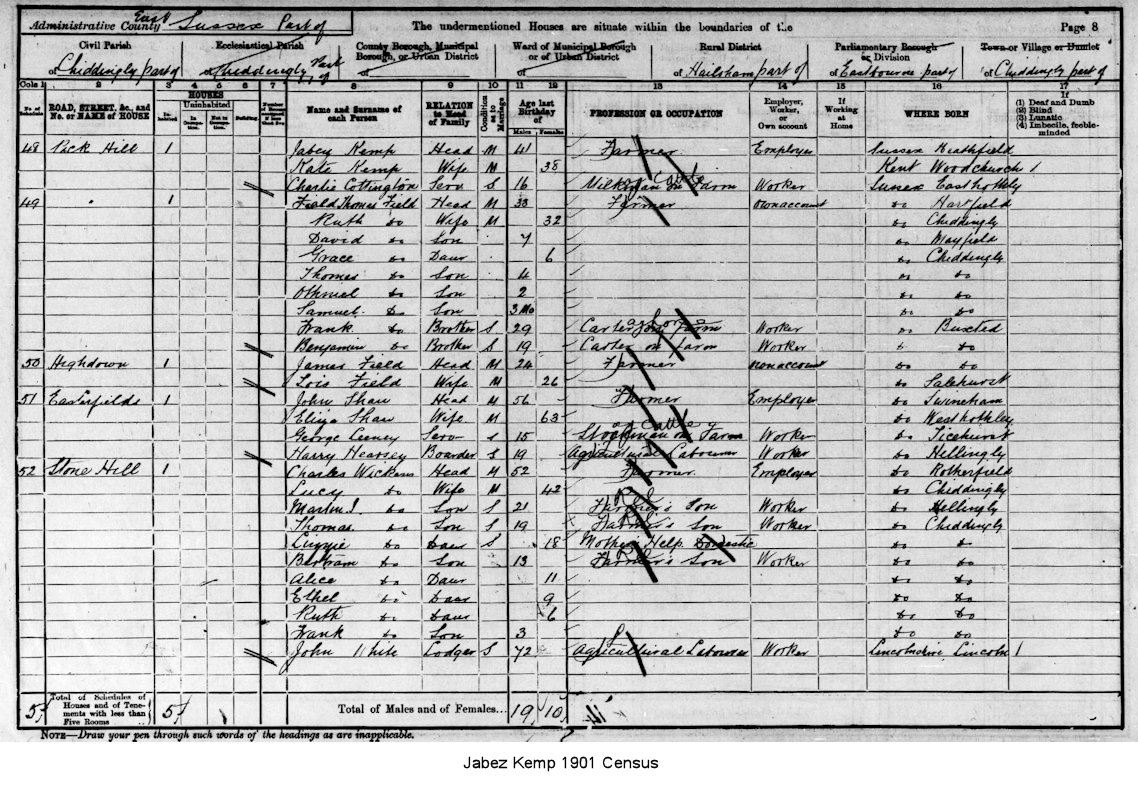 Administrative County East Sussex Part of The undermentioned Houses are situate within the boundaries of the Page 8
Civil Parish Ecclesiastical Parish County Borough, Municipal Borough, or Urban District Ward of Municipal Borough or of Urban District Rural District Parliamentary Borough or Division Town or Village or Hamlet
of Chiddingly part of of Chiddingly Part of of of of Hailsham part of of Eastbourne part of of Chiddingly part of
Cols 1 2 3 4 5 6 7 8 9 10 11 12 13 14 15 16 17
No. of Schedule ROAD, STREET, &c., and No. or NAME of HOUSE HOUSES Inhabited Uninhabited In Occupation Not in Occupation Building Name and Surname of each Person RELATION to Head of Family Condition as to Marriage Age last Birthday of Males Females PROFESSION OR OCCUPATION Employer, Worker, or Own account If Working at Home WHERE BORN If (1) Deaf and Dumb (2) Blind (3) Lunatic (4) Imbecile, feeble-minded
48 Pick Hill 1 Jabez Kemp Head M 41 Farmer Employer Sussex Heathfield
Kate Kemp Wife M 38 Kent Woodchurch
Charlie Cottington Serv S 16 Milkman on Farm Worker Sussex East hothly
49 " 1 Field Thomas Field Head M 33 Farmer own account do Hartfield
Ruth do Wife M 32 do Chiddingly
David do Son 7 do Mayfield
Grace do Daur 6 do Chiddingly
Thomas do Son 4 do do
Othniel do Son 2 do do
Samuel do Son 3 Mo do do
Frank do Brother S 29 Carter on Farm Worker do Buxted
Benjamin do Brother S 19 Carter on farm Worker do do
50 Highdown 1 James Field Head M 24 Farmer own account do do
Lois Field Wife M 26 do Salehurst
51 Easterfields 1 John Shaw Head M 56 Farmer Employer do
Eliza Shaw Wife M 63 do West hothley
George Leeney Serv S 15 Stockman on Farm Worker do Ticehurst
Harry Hearsey Boarder S 19 Agricultural Labourer Worker do Hellingly
52 Stone Hill 1 Charles Wickens Head M 52 Farmer Employer do Rotherfield
Lucy do Wife M 42 do Chiddingly
Martin J. do Son S 21 Farmer's Son Worker do Hellingly
Thomas do Son S 19 Farmer's Son Worker do Chiddingly
Lizzie do Daur S 18 Mothers Help Domestic do do
Bertram do Son 13 Farmer's Son Worker do do
Alice do Daur 11 do do
Ethel do Daur 9 do do
Ruth do Daur 6 do do
Frank do Son 3 do do
John White Lodger S 72 Agricultural Labourer Worker Lincolnshire Lincoln
5 Total of Schedules of Houses and of Tenements with less than Five Rooms 5 Total of Males and of Females... 19 10
NOTE—Draw your pen through such words of the headings as are inapplicable.
Jabez Kemp 1901 Census